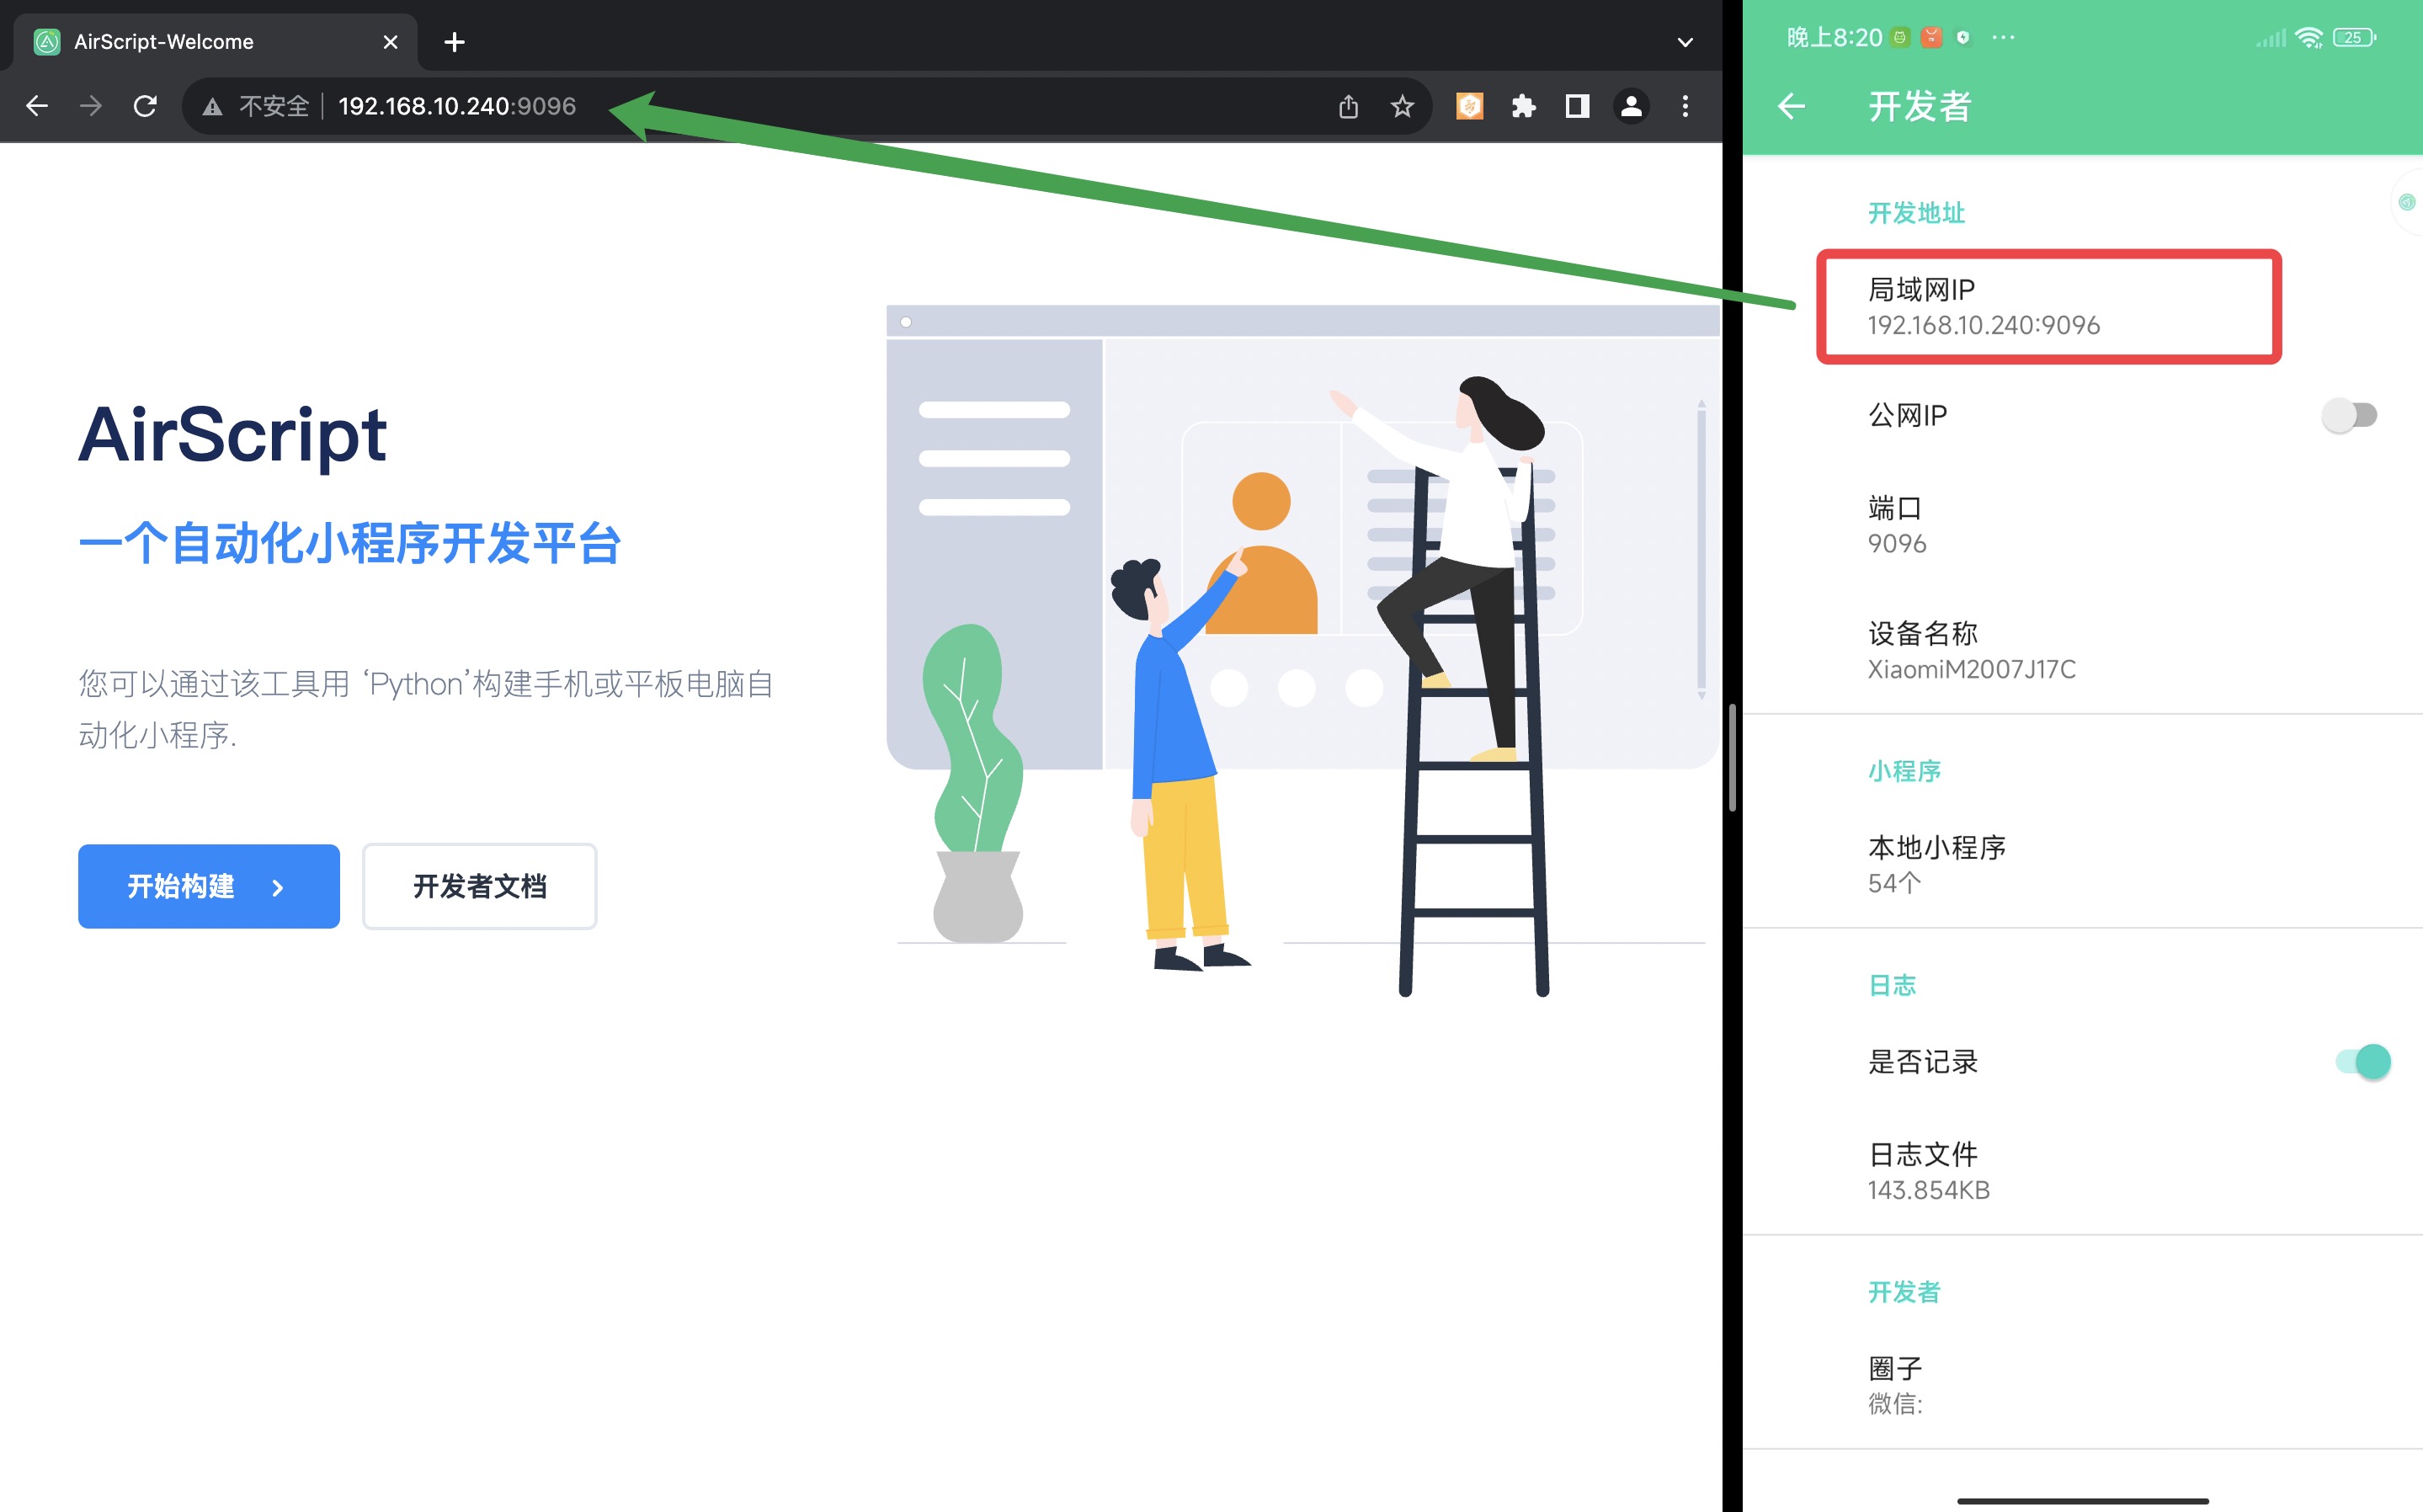 AirScript-Welcome
不安全
192.168.10.240:9096
AirScript
一个自动化小程序开发平台
您可以通过该工具用 ‘Python’构建手机或平板电脑自
动化小程序.
开始构建
开发者文档
晚上8:20
25
开发者
开发地址
局域网IP
192.168.10.240:9096
公网IP
端口
9096
设备名称
XiaomiM2007J17C
小程序
本地小程序
54个
日志
是否记录
日志文件
143.854KB
开发者
圈子
微信: